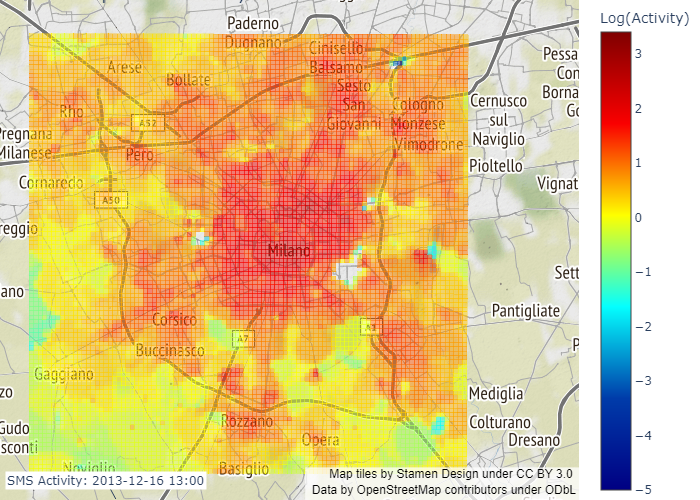 Log(Activity)
3
2
1
0
−1
−2
−3
−4
−5
Paderno
Dugnano
Cinisello
Balsamo
Arese
Bollate
Sesto
San
Giovanni
Rho
A52
Cologno
Monzese
Vimodrone
Pessa
Con
Borna
Go
Cernusco
sul
Naviglio
Pregnana
Milanese
Pero
Pioltello
Cornaredo
Vignat
A50
reggio
Milano
Sett
ano
Pantigliate
Corsico
A7
Buccinasco
P
Gaggiano
zo
Mediglia
Rozzano
Colturano
Gudo
sconti
Opera
Dresano
Noviglio
Basiglio
SMS Activity: 2013-12-16 13:00
Map tiles by Stamen Design under CC BY 3.0
Data by OpenStreetMap contributors under ODbL